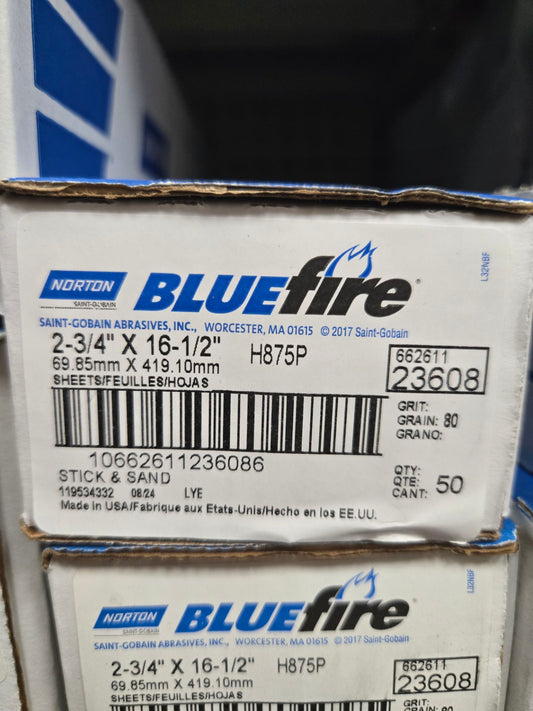 NORTON
SAINT-GOBAIN
BLUEfire
L32NBF
SAINT-GOBAIN ABRASIVES, INC., WORCESTER, MA 01615 © 2017 Saint-Gobain
2-3/4" X 16-1/2" H875P
69.85mm X 419.10mm
SHEETS/FEUILLES/HOJAS
662611
23608
GRIT:
GRAIN: 80
GRANO:
10662611236086
STICK & SAND
119534332 08/24 LYE
QTY:
QTE: 50
CANT:
Made in USA/Fabrique aux Etats-Unis/Hecho en los EE.UU.
NORTON
SAINT-GOBAIN
BLUEfire
L32NBF
SAINT-GOBAIN ABRASIVES, INC., WORCESTER, MA 01615 © 2017 Saint-Gobain
2-3/4" X 16-1/2" H875P
69.85mm X 419.10mm
SHEETS/FEUILLES/HOJAS
662611
23608
GRIT:
GRAIN: 80